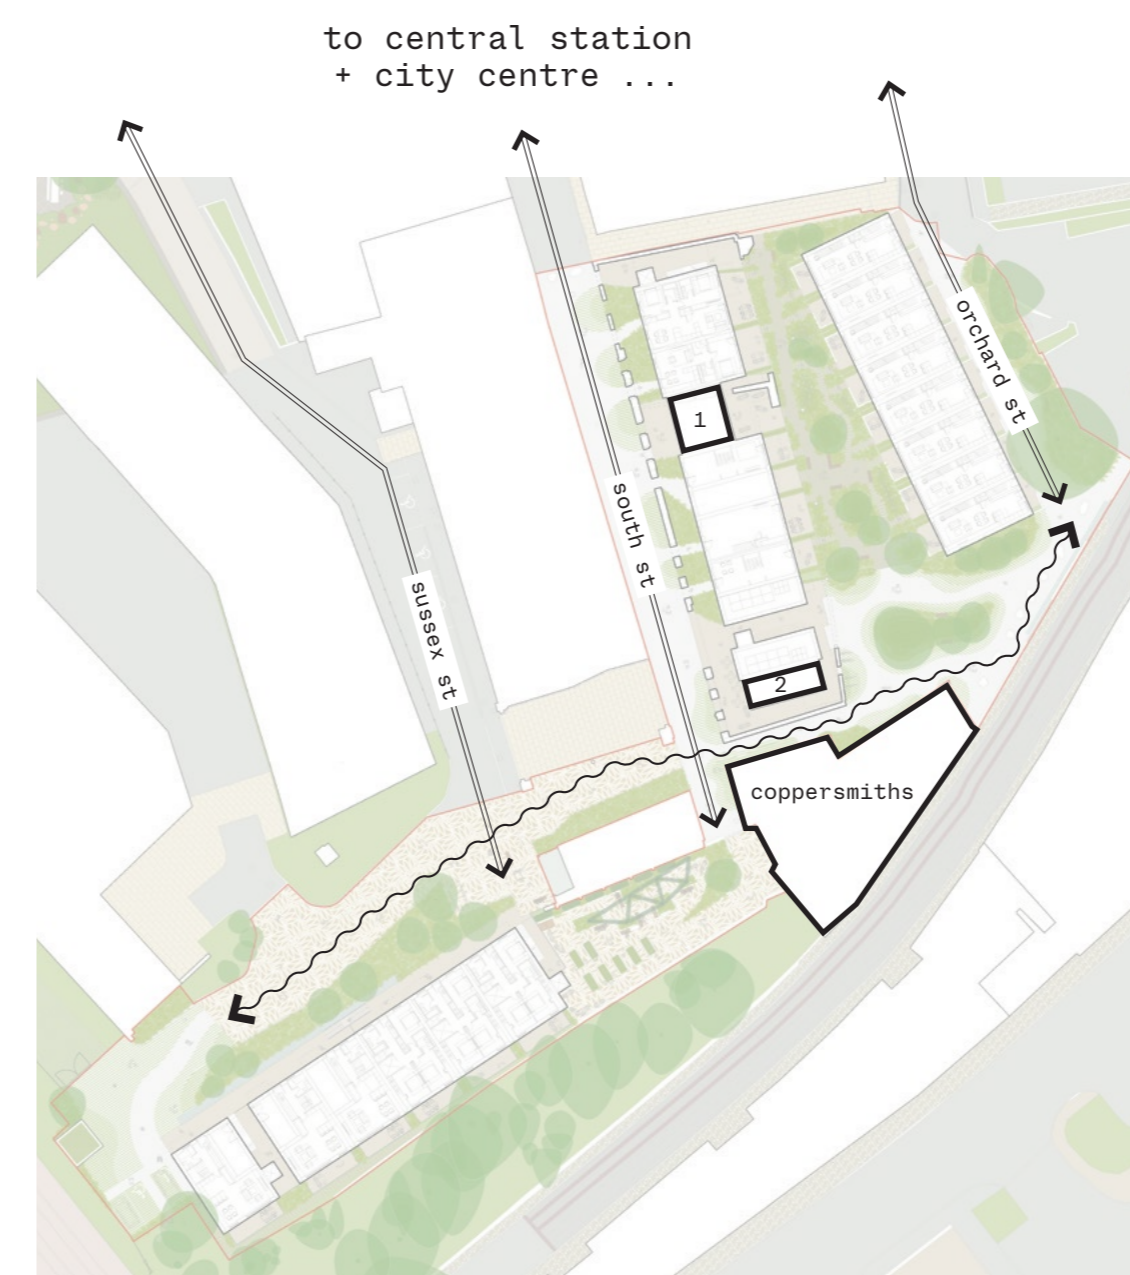 to central station
+ city centre ...
orchard st
1
south st
sussex st
2
coppersmiths